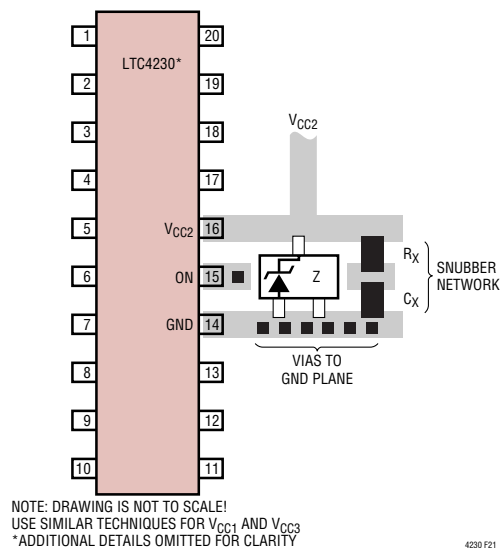 1 20
LTC4230*
2 19
3 18
VCC2
4 17
5 VCC2 16
RX
6 ON 15 Z
SNUBBER
NETWORK
CX
7 GND 14
VIAS TO
GND PLANE
8 13
9 12
10 11
NOTE: DRAWING IS NOT TO SCALE!
USE SIMILAR TECHNIQUES FOR VCC1 AND VCC3
*ADDITIONAL DETAILS OMITTED FOR CLARITY
4230 F21